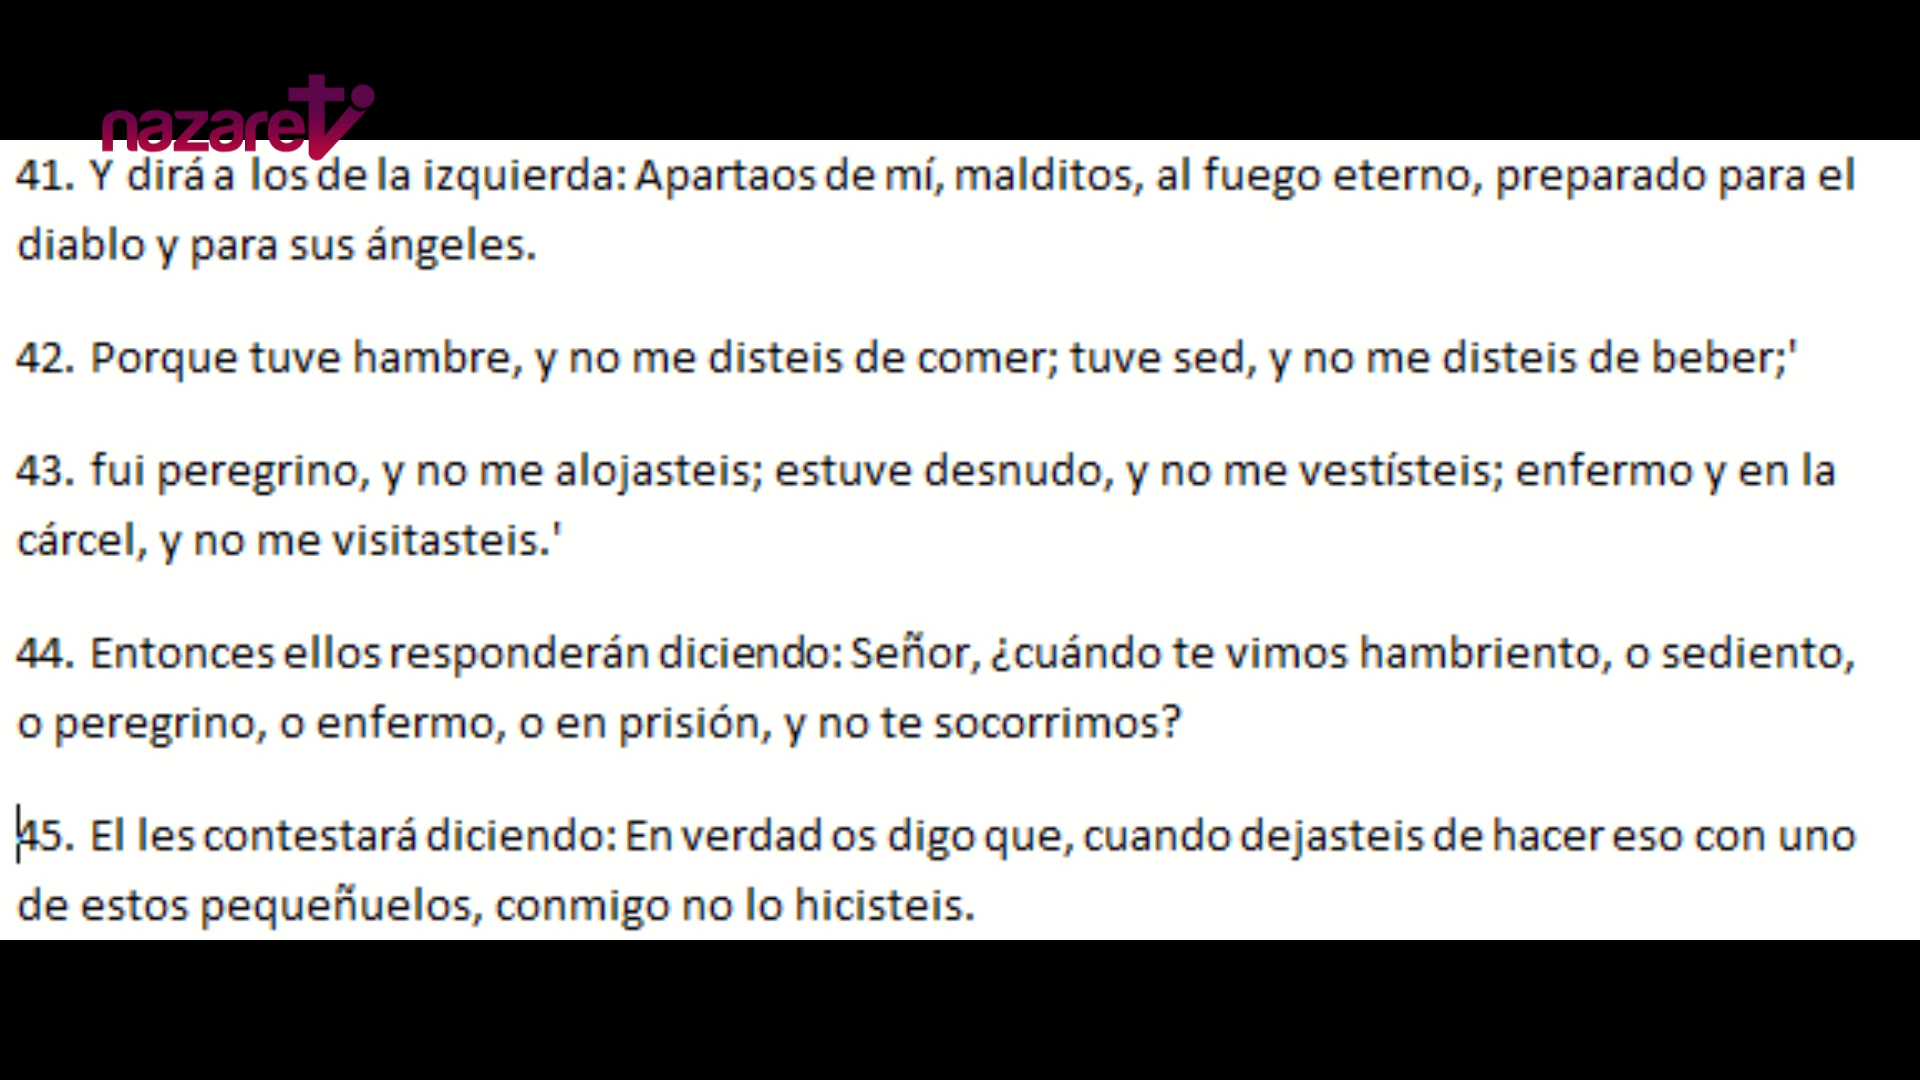 nazaret
41. Y dirá a los de la izquierda: Apartaos de mí, malditos, al fuego eterno, preparado para el
diablo y para sus ángeles.
42. Porque tuve hambre, y no me disteis de comer; tuve sed, y no me disteis de beber;'
43. fui peregrino, y no me alojasteis; estuve desnudo, y no me vestísteis; enfermo y en la
cárcel, y no me visitasteis.'
44. Entonces ellos responderán diciendo: Señor, ¿cuándo te vimos hambriento, o sediento,
o peregrino, o enfermo, o en prisión, y no te socorrimos?
45. El les contestará diciendo: En verdad os digo que, cuando dejasteis de hacer eso con uno
de estos pequeñuelos, conmigo no lo hicisteis.